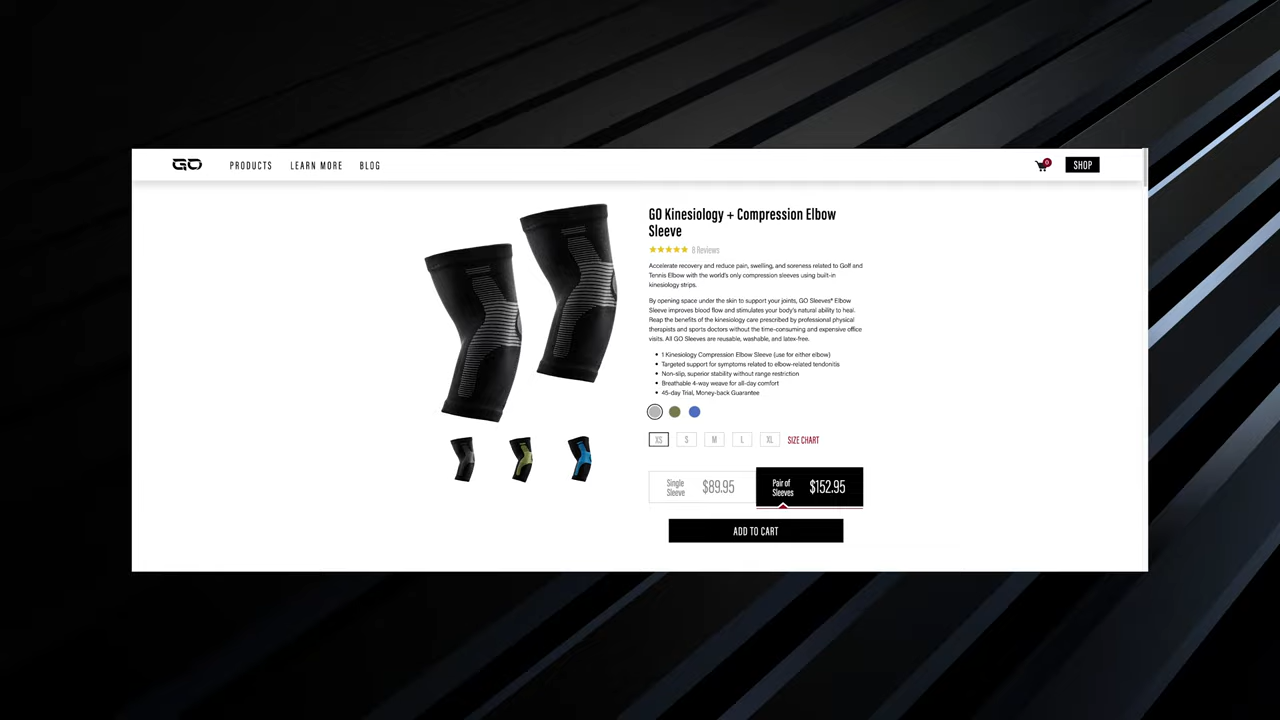 GO PRODUCTS LEARN MORE BLOG 0 SHOP
GO Kinesiology + Compression Elbow
Sleeve
8 Reviews
Accelerate recovery and reduce pain, swelling, and soreness related to Golf and
Tennis Elbow with the world's only compression sleeves using built-in
kinesiology strips.
By opening space under the skin to support your joints, GO Sleeves® Elbow
Sleeve improves blood flow and stimulates your body's natural ability to heal.
Reap the benefits of the kinesiology care prescribed by professional physical
therapists and sports doctors without the time-consuming and expensive office
visits. All GO Sleeves are reusable, washable, and latex-free.
• 1 Kinesiology Compression Elbow Sleeve (use for either elbow)
• Targeted support for symptoms related to elbow-related tendonitis
• Non-slip, superior stability without range restriction
• Breathable 4-way weave for all-day comfort
• 45-day Trial, Money-back Guarantee
XS S M L XL SIZE CHART
Single
Sleeve
$89.95
Pair of
Sleeves
$152.95
ADD TO CART